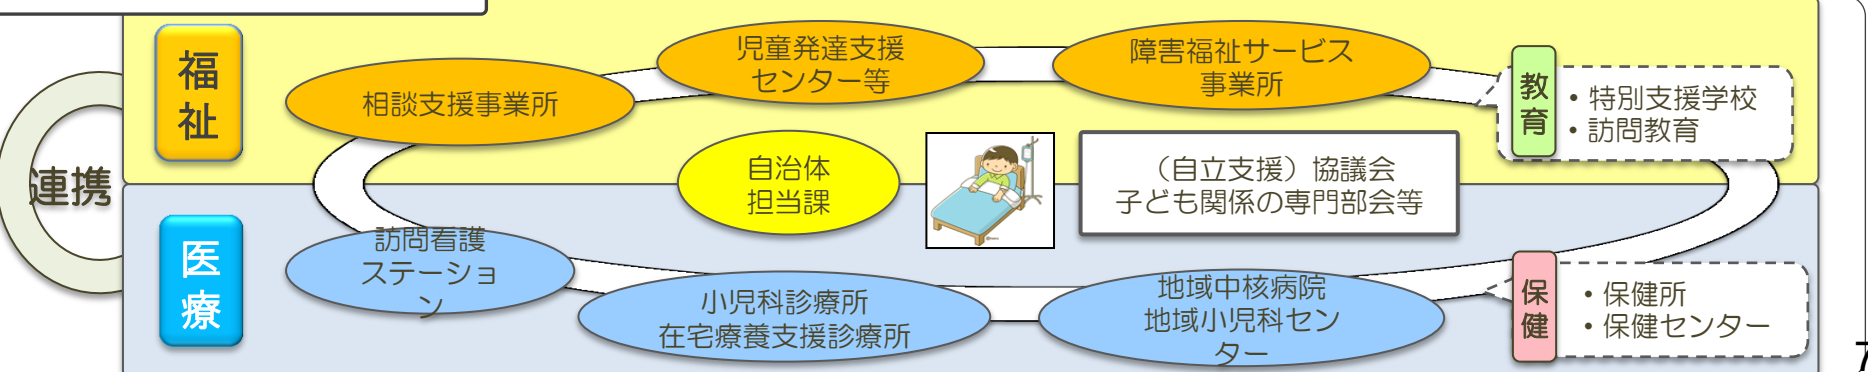 連携
福
祉
相談支援事業所
児童発達支援
センター等
障害福祉サービス
事業所
教
育
・特別支援学校
・訪問教育
自治体
担当課
（自立支援）協議会
子ども関係の専門部会等
医
療
訪問看護
ステーショ
ン
小児科診療所
在宅療養支援診療所
地域中核病院
地域小児科セン
ター
保
健
・保健所
・保健センター
7